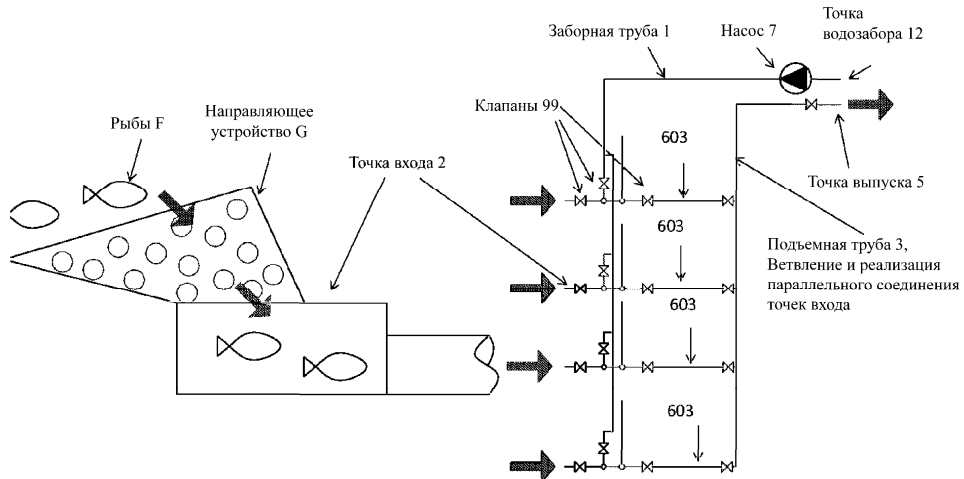 Заборная труба 1
Насос 7
Точка
водозабора 12
Клапаны 99
Направляющее
устройство G
Рыбы F
Точка входа 2
603
603
603
603
Точка выпуска 5
Подъемная труба 3,
Ветвление и реализация
параллельного соединения
точек входа